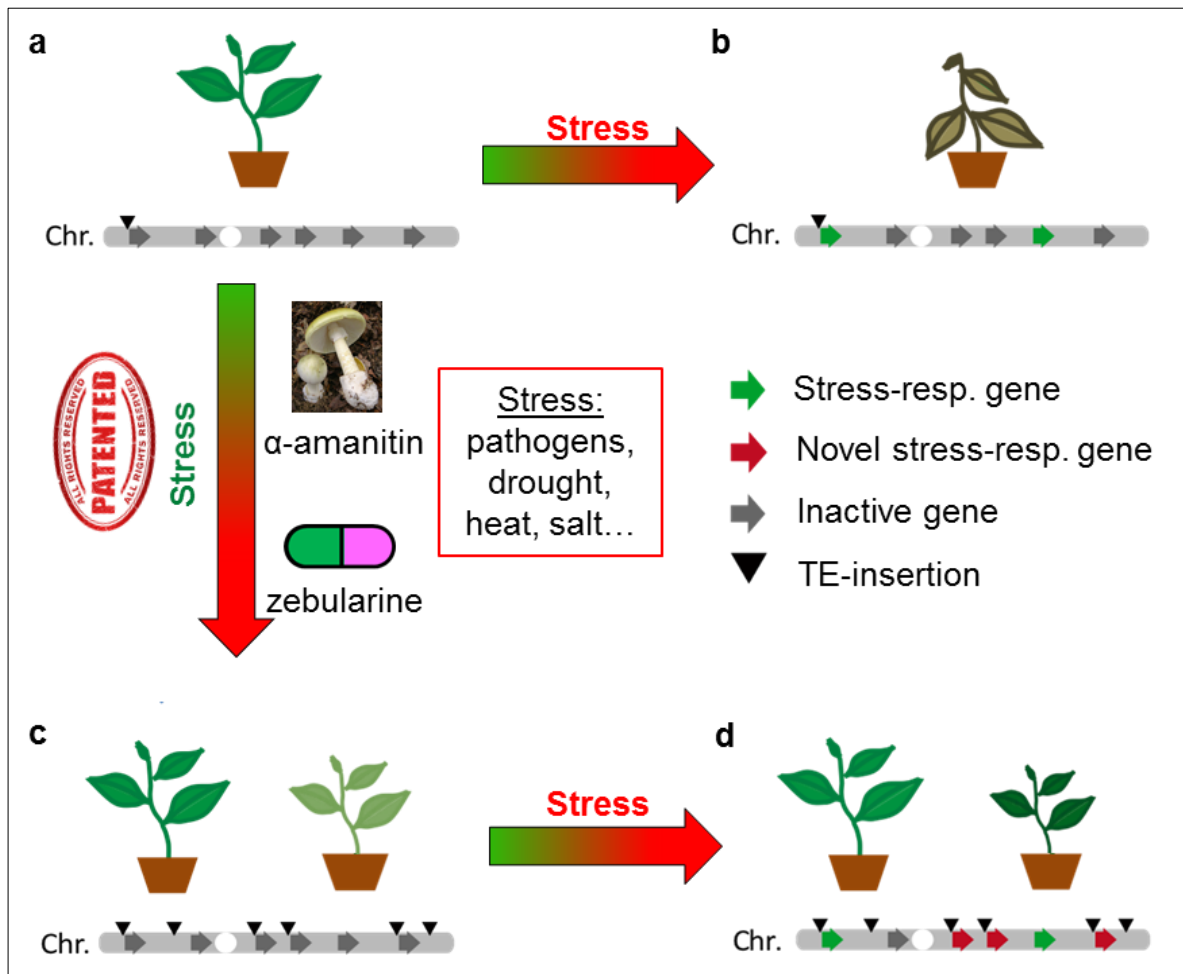 a
b
Stress
Chr.
Chr.
ALL RIGHTS RESERVED
PATENTED
ALL RIGHTS RESERVED
Stress
α-amanitin
zebularine
Stress:
pathogens,
drought,
heat, salt…
Stress-resp. gene
Novel stress-resp. gene
Inactive gene
TE-insertion
c
d
Stress
Chr.
Chr.